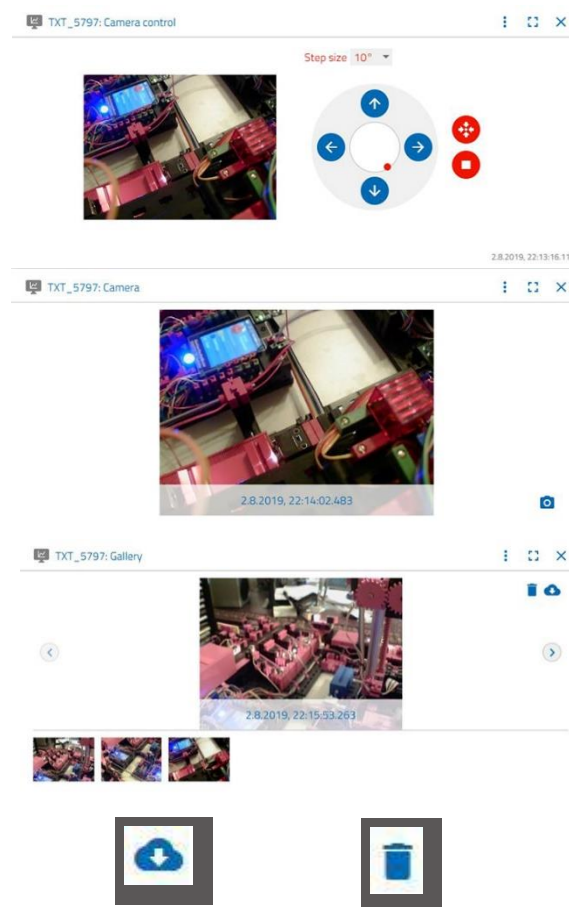 TXT_5797: Camera control
Step size 10°
2.8.2019, 22:13:16.11
TXT_5797: Camera
2.8.2019, 22:14:02.483
TXT_5797: Gallery
2.8.2019, 22:15:53.263